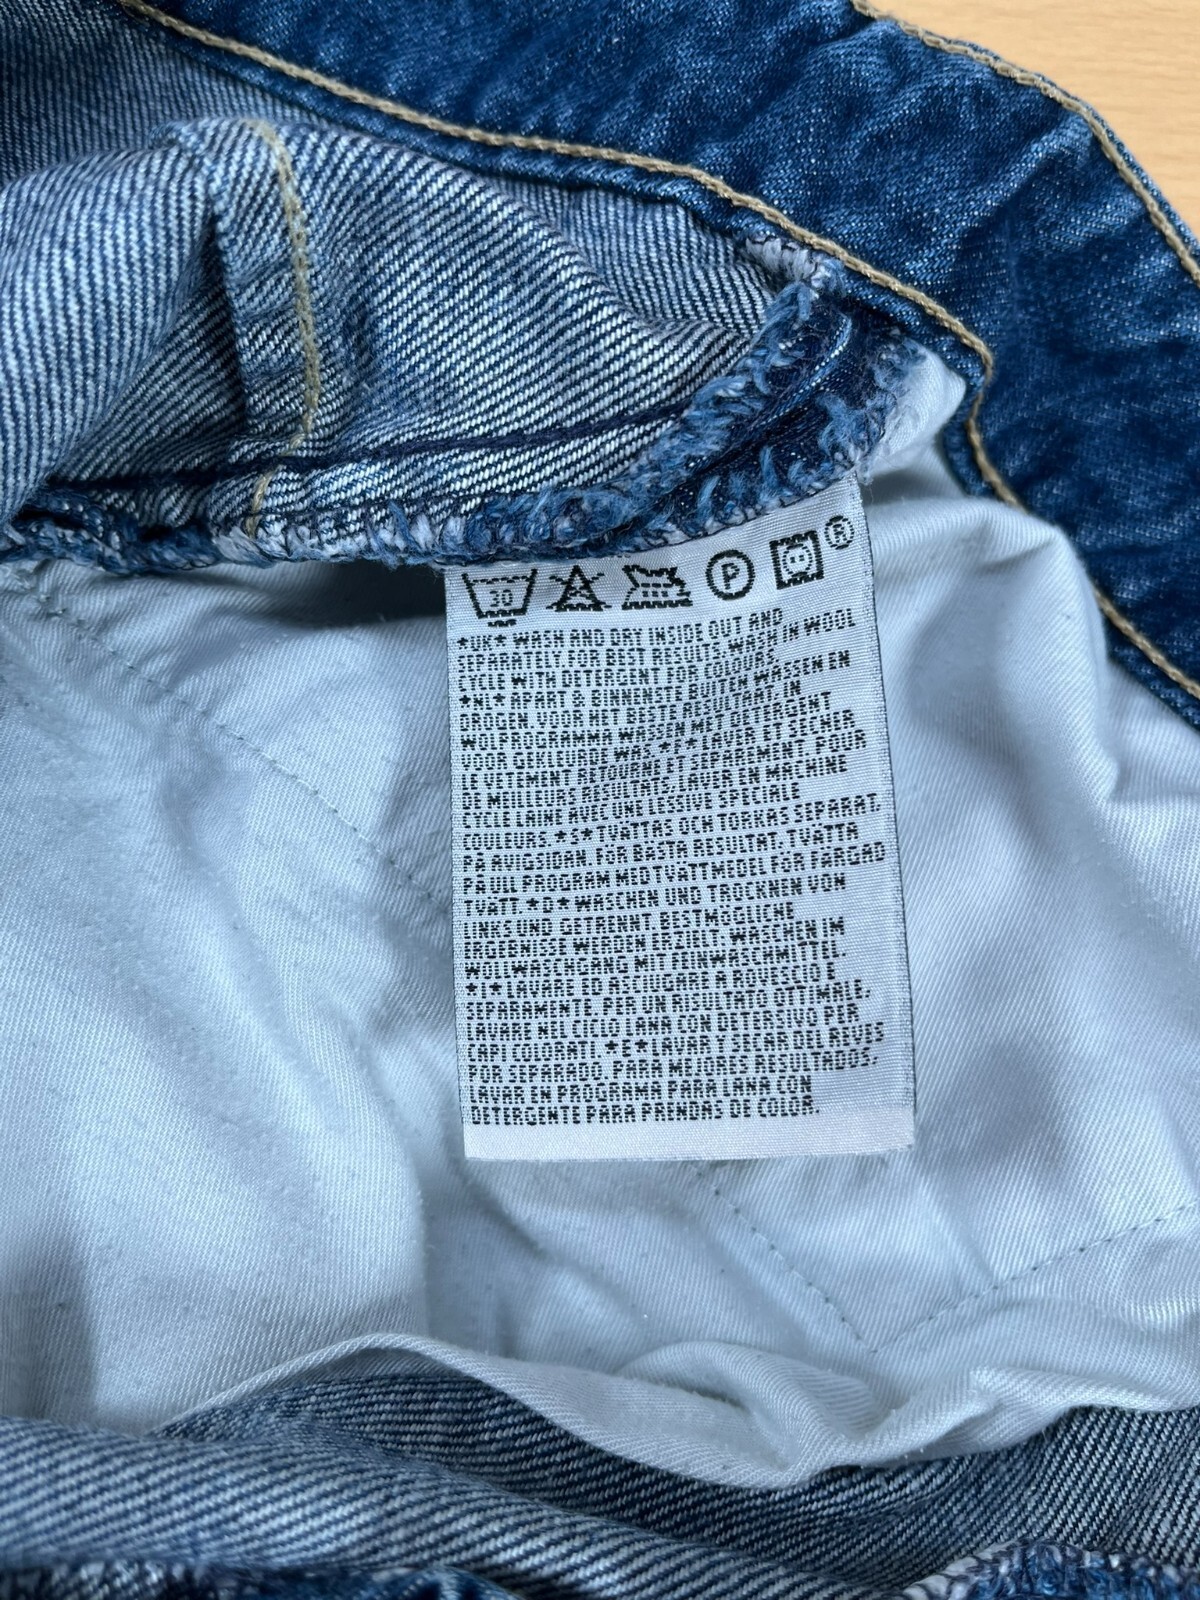 30 P ®
*UK* WASH AND DRY INSIDE OUT AND
SEPARATELY. FOR BEST RESULTS, WASH IN WOOL
CYCLE WITH DETERGENT FOR COLOURS.
*NL* APART & BINNENSTE BUITEN WASSEN EN
DROGEN. VOOR HET BESTE RESULTAAT, IN
WOLPROGRAMMA WASSEN MET DETERGENT
VOOR GEKLEURDE WAS *F* LAVER ET SECHER
LE VETEMENT RETOURNE ET SEPAREMENT. POUR
DE MEILLEURS RESULTATS, LAVER EN MACHINE
CYCLE LAINE AVEC UNE LESSIVE SPECIALE
COULEURS. *S* TVÄTTAS OCH TORKAS SEPARAT,
PÅ AVIGSIDAN. FÖR BÄSTA RESULTAT, TVÄTTA
PÅ ULL PROGRAM MED TVÄTTMEDEL FÖR FÄRGAD
TVÄTT *D* WASCHEN UND TROCKNEN VON
LINKS UND GETRENNT. BESTMÖGLICHE
ERGEBNISSE WERDEN ERZIELT. WASCHEN IM
WOLLWASCHGANG MIT FEINWASCHMITTEL.
*I* LAVARE ED ASCIUGARE A ROVESCIO E
SEPARAMENTE. PER UN RISULTATO OTTIMALE,
LAVARE NEL CICLO LANA CON DETERSIVO PER
CAPI COLORATI. *E* LAVAR Y SECAR DEL REVES
POR SEPARADO. PARA MEJORES RESULTADOS.
LAVAR EN PROGRAMA PARA LANA CON
DETERGENTE PARA PRENDAS DE COLOR.